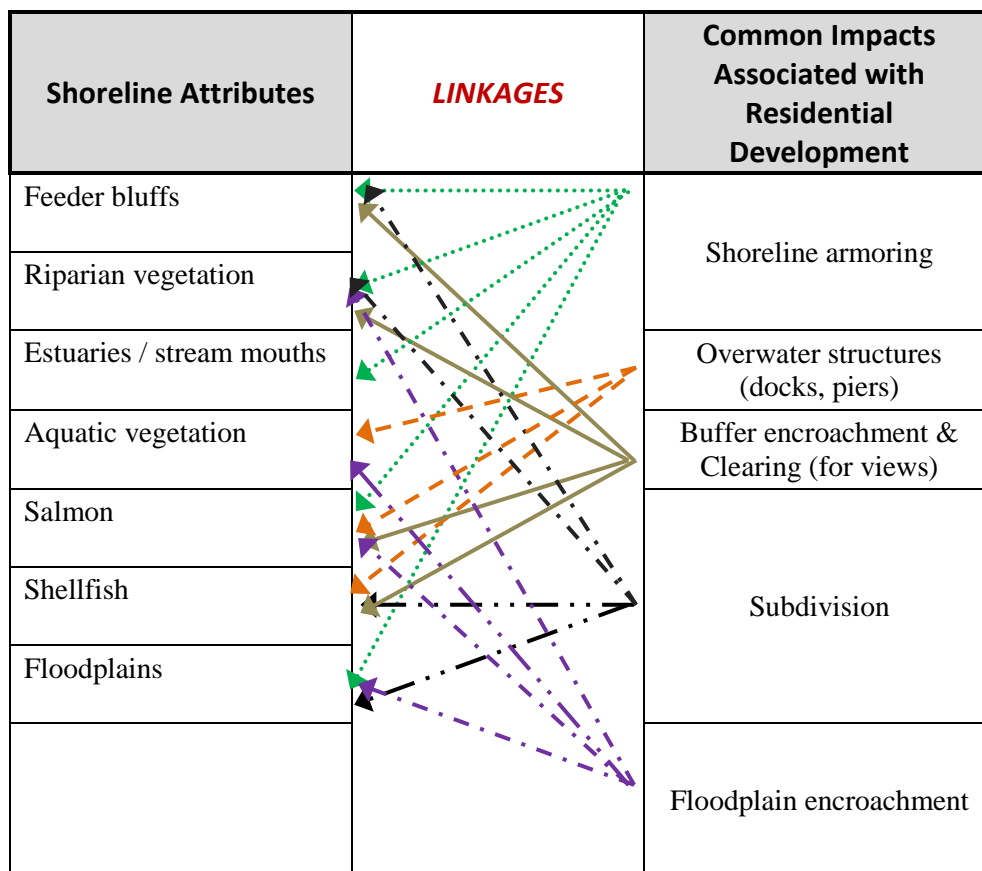 Shoreline Attributes
LINKAGES
Common Impacts
Associated with
Residential
Development
Feeder bluffs
Riparian vegetation
Estuaries / stream mouths
Aquatic vegetation
Salmon
Shellfish
Floodplains
Shoreline armoring
Overwater structures
(docks, piers)
Buffer encroachment &
Clearing (for views)
Subdivision
Floodplain encroachment